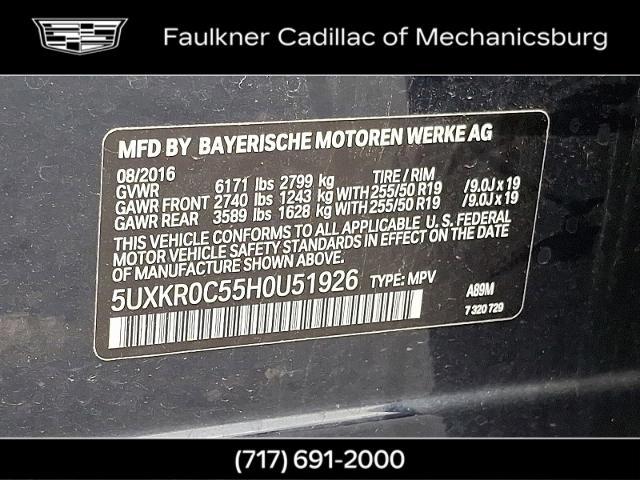 Faulkner Cadillac of Mechanicsburg
MFD BY BAYERISCHE MOTOREN WERKE AG
08/2016 TIRE / RIM
GVWR 6171 lbs 2799 kg
GAWR FRONT 2740 lbs 1243 kg WITH 255/50 R19 /9.0J x 19
GAWR REAR 3589 lbs 1628 kg WITH 255/50 R19 /9.0J x 19
THIS VEHICLE CONFORMS TO ALL APPLICABLE U.S. FEDERAL
MOTOR VEHICLE SAFETY STANDARDS IN EFFECT ON THE DATE
OF MANUFACTURE SHOWN ABOVE.
5UXKR0C55H0U51926 TYPE: MPV A89M
7 320 729
(717) 691-2000